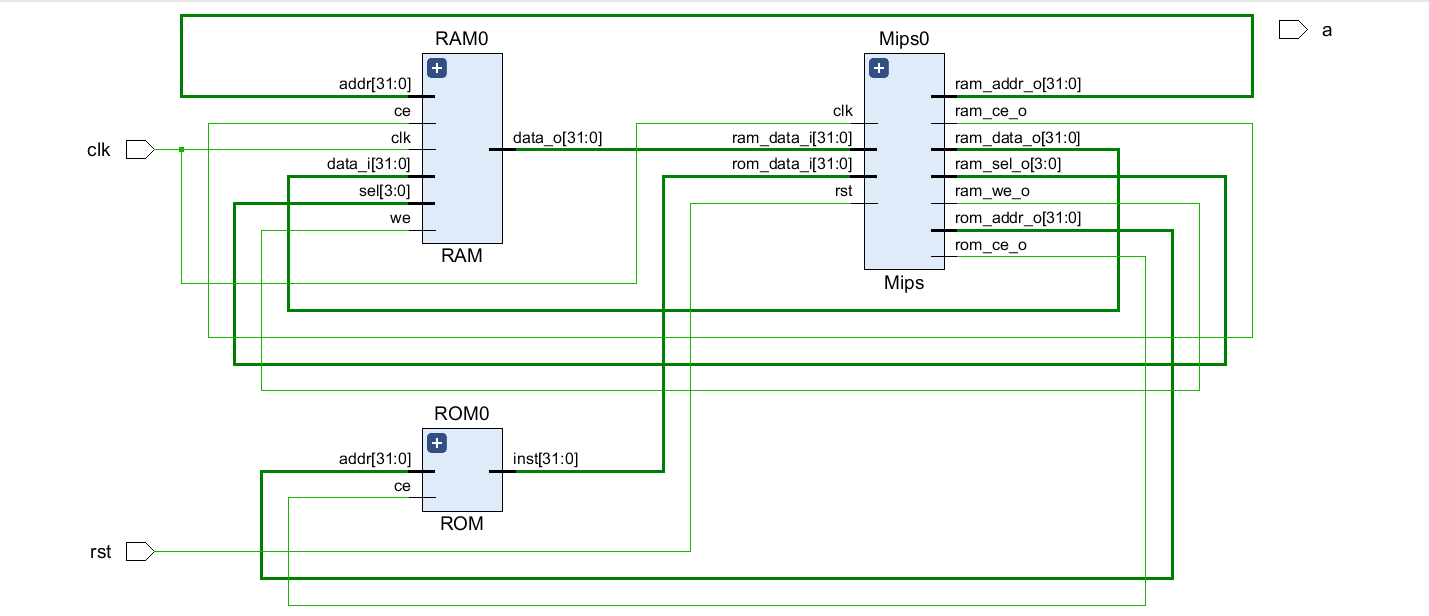 a
RAM0
Mips0
addr[31:0]
ram_addr_o[31:0]
ce
clk
ram_ce_o
clk
clk
data_o[31:0]
ram_data_i[31:0]
ram_data_o[31:0]
data_i[31:0]
rom_data_i[31:0]
ram_sel_o[3:0]
sel[3:0]
rst
ram_we_o
we
rom_addr_o[31:0]
rom_ce_o
RAM
Mips
ROM0
addr[31:0]
inst[31:0]
ce
ROM
rst